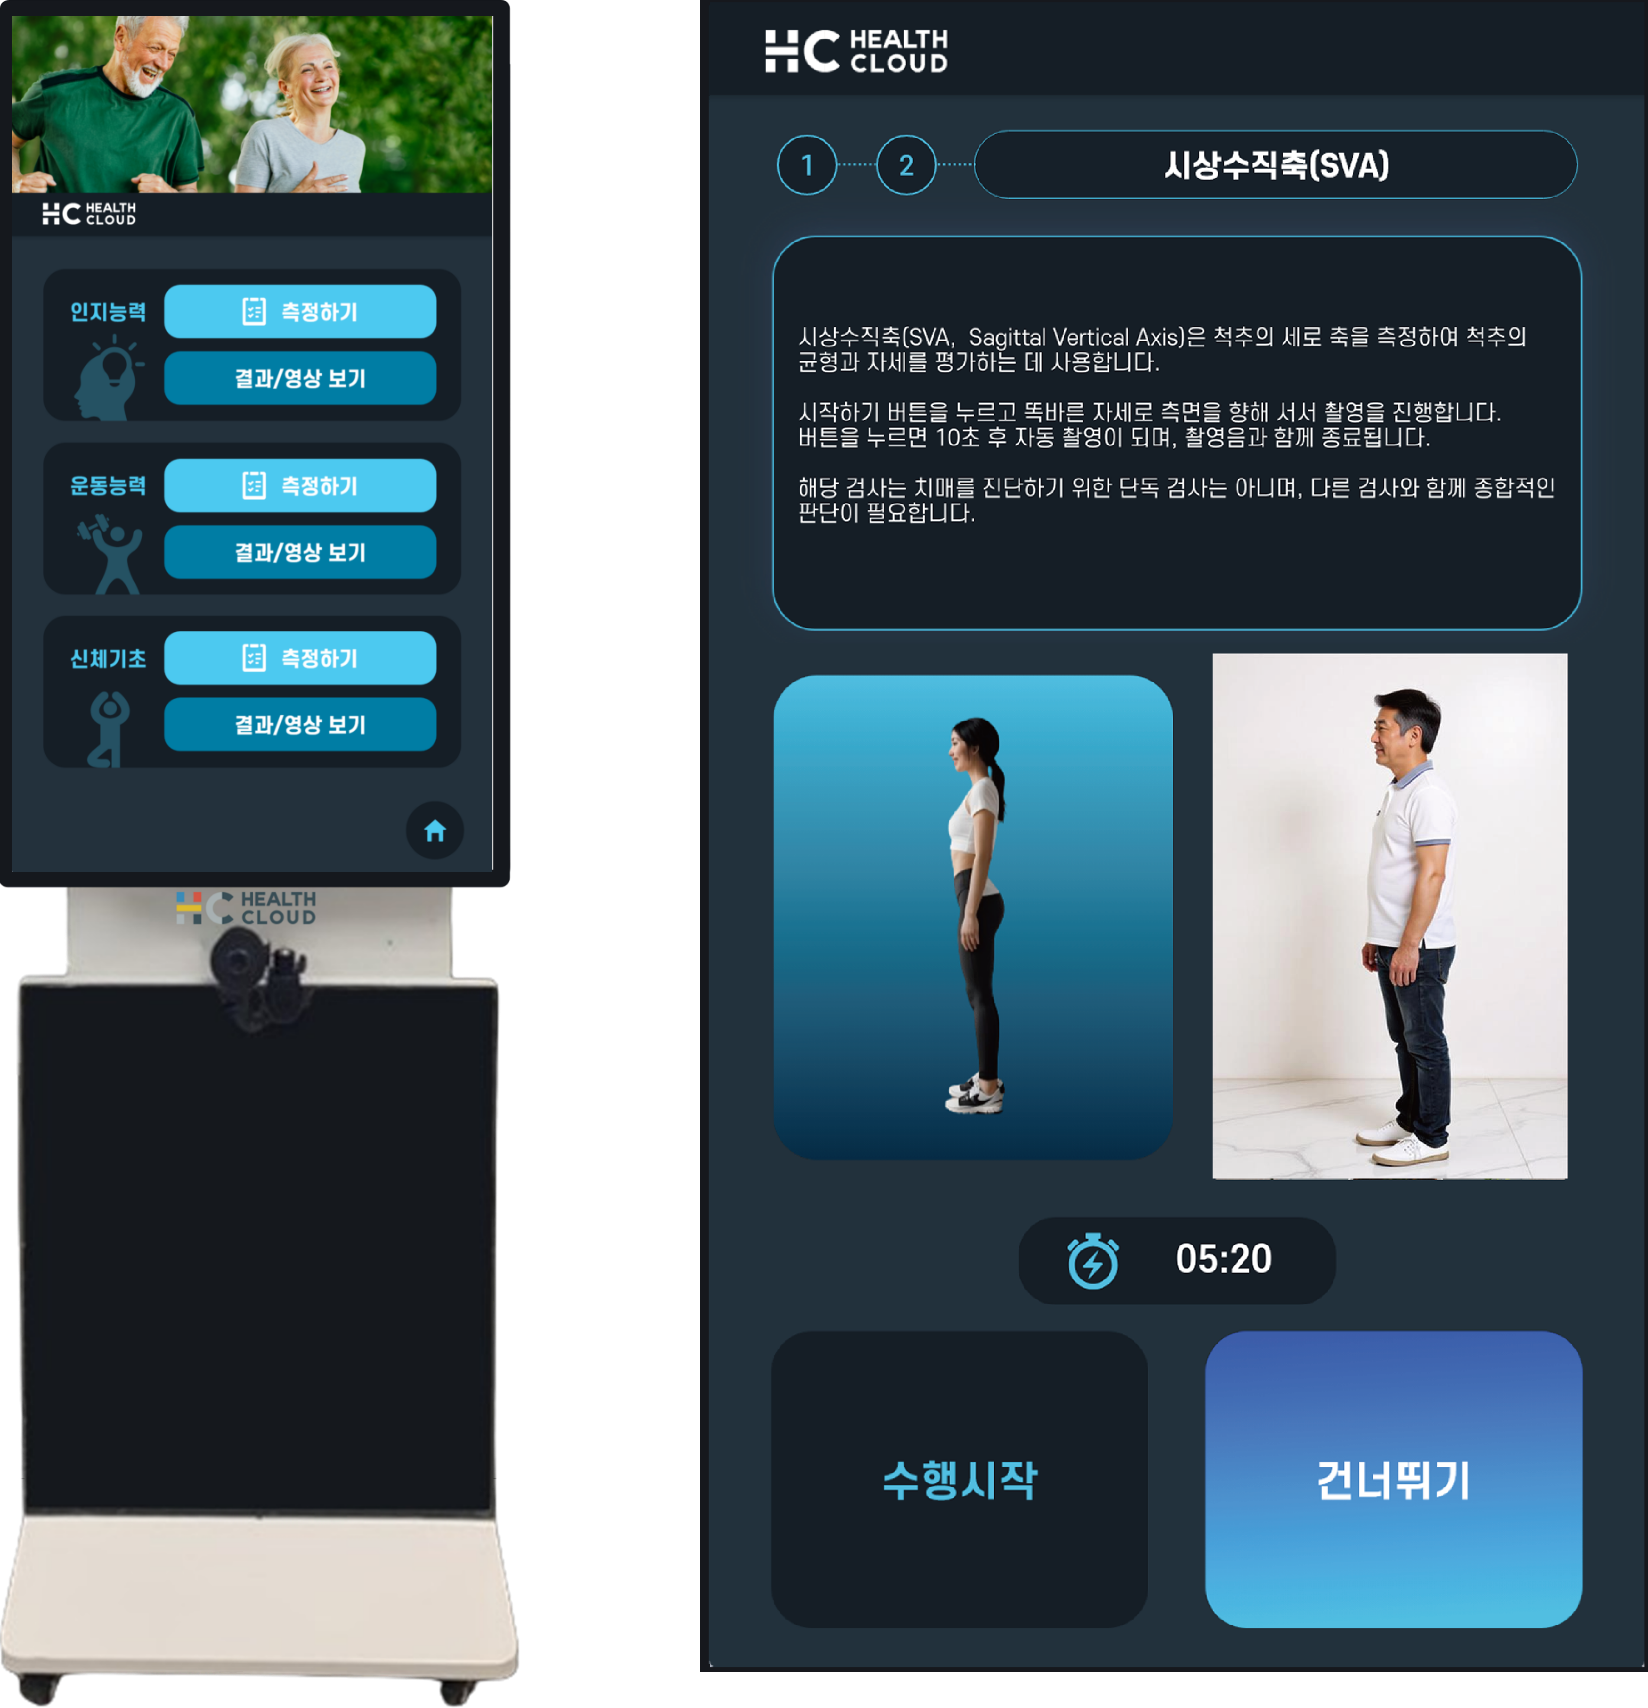 HC HEALTH CLOUD
인지능력
측정하기
결과/영상 보기
운동능력
측정하기
결과/영상 보기
신체기초
측정하기
결과/영상 보기
HC HEALTH CLOUD
HC HEALTH CLOUD
1 2 시상수직축(SVA)
시상수직축(SVA, Sagittal Vertical Axis)은 척추의 세로 축을 측정하여 척추의
균형과 자세를 평가하는 데 사용합니다.
시작하기 버튼을 누르고 똑바른 자세로 측면을 향해 서서 촬영을 진행합니다.
버튼을 누르면 10초 후 자동 촬영이 되며, 촬영음과 함께 종료됩니다.
해당 검사는 치매를 진단하기 위한 단독 검사는 아니며, 다른 검사와 함께 종합적인
판단이 필요합니다.
05:20
수행시작
건너뛰기